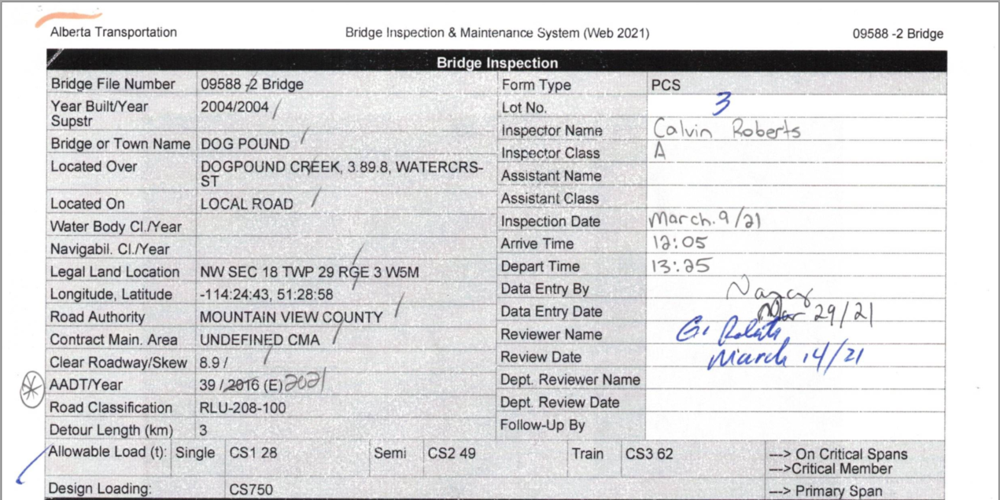 Alberta Transportation Bridge Inspection & Maintenance System (Web 2021) 09588 -2 Bridge
Bridge Inspection
Bridge File Number 09588 -2 Bridge
Year Built/Year Supstr 2004/2004
Bridge or Town Name DOG POUND
Located Over DOGPOUND CREEK, 3.89.8, WATERCRS-
ST
Located On LOCAL ROAD
Water Body Cl./Year
Navigabil. Cl./Year
Legal Land Location NW SEC 18 TWP 29 RGE 3 W5M
Longitude, Latitude -114:24:43, 51:28:58
Road Authority MOUNTAIN VIEW COUNTY
Contract Main. Area UNDEFINED CMA
Clear Roadway/Skew 8.9 /
AADT/Year 39 / 2016 (E) 2021
Road Classification RLU-208-100
Detour Length (km) 3
Form Type PCS
Lot No. 3
Inspector Name Calvin Roberts
Inspector Class A
Assistant Name
Assistant Class
Inspection Date March. 9/21
Arrive Time 12:05
Depart Time 13:25
Data Entry By
Data Entry Date Mar 29/21
Reviewer Name G.
Review Date March 14/21
Dept. Reviewer Name
Dept. Review Date
Follow-Up By
Allowable Load (t): Single CS1 28 Semi CS2 49 Train CS3 62 ---> On Critical Spans
--->Critical Member
Design Loading: CS750 ---> Primary Span